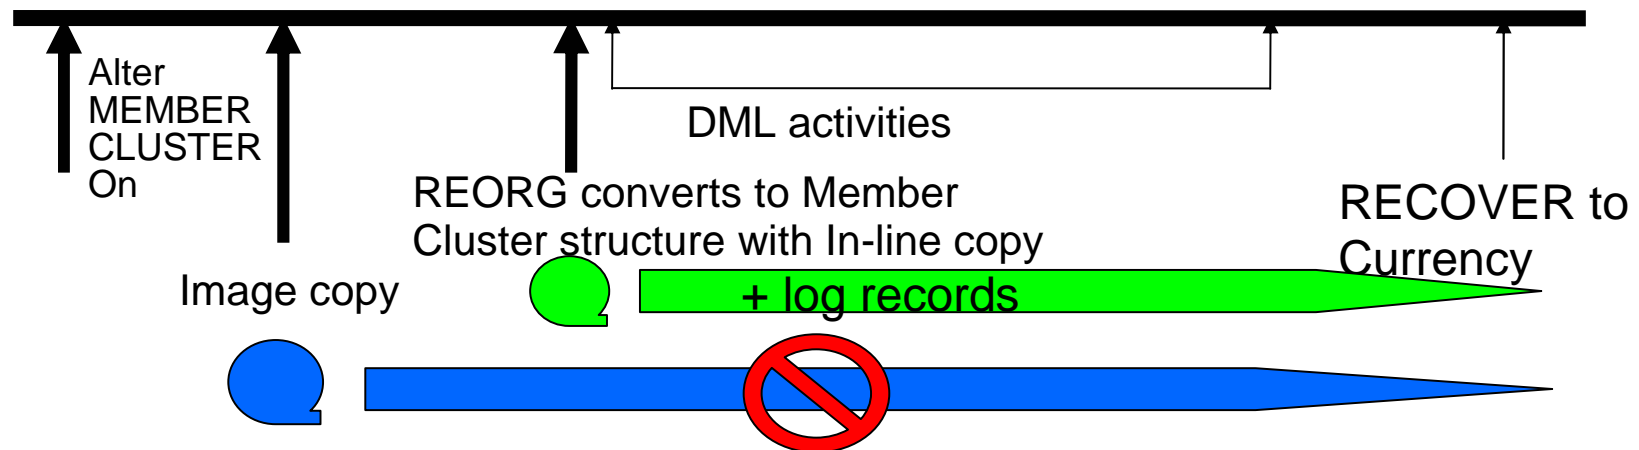 Alter
MEMBER
CLUSTER
On
DML activities
REORG converts to Member
Cluster structure with In-line copy
RECOVER to
Currency
Image copy
+ log records